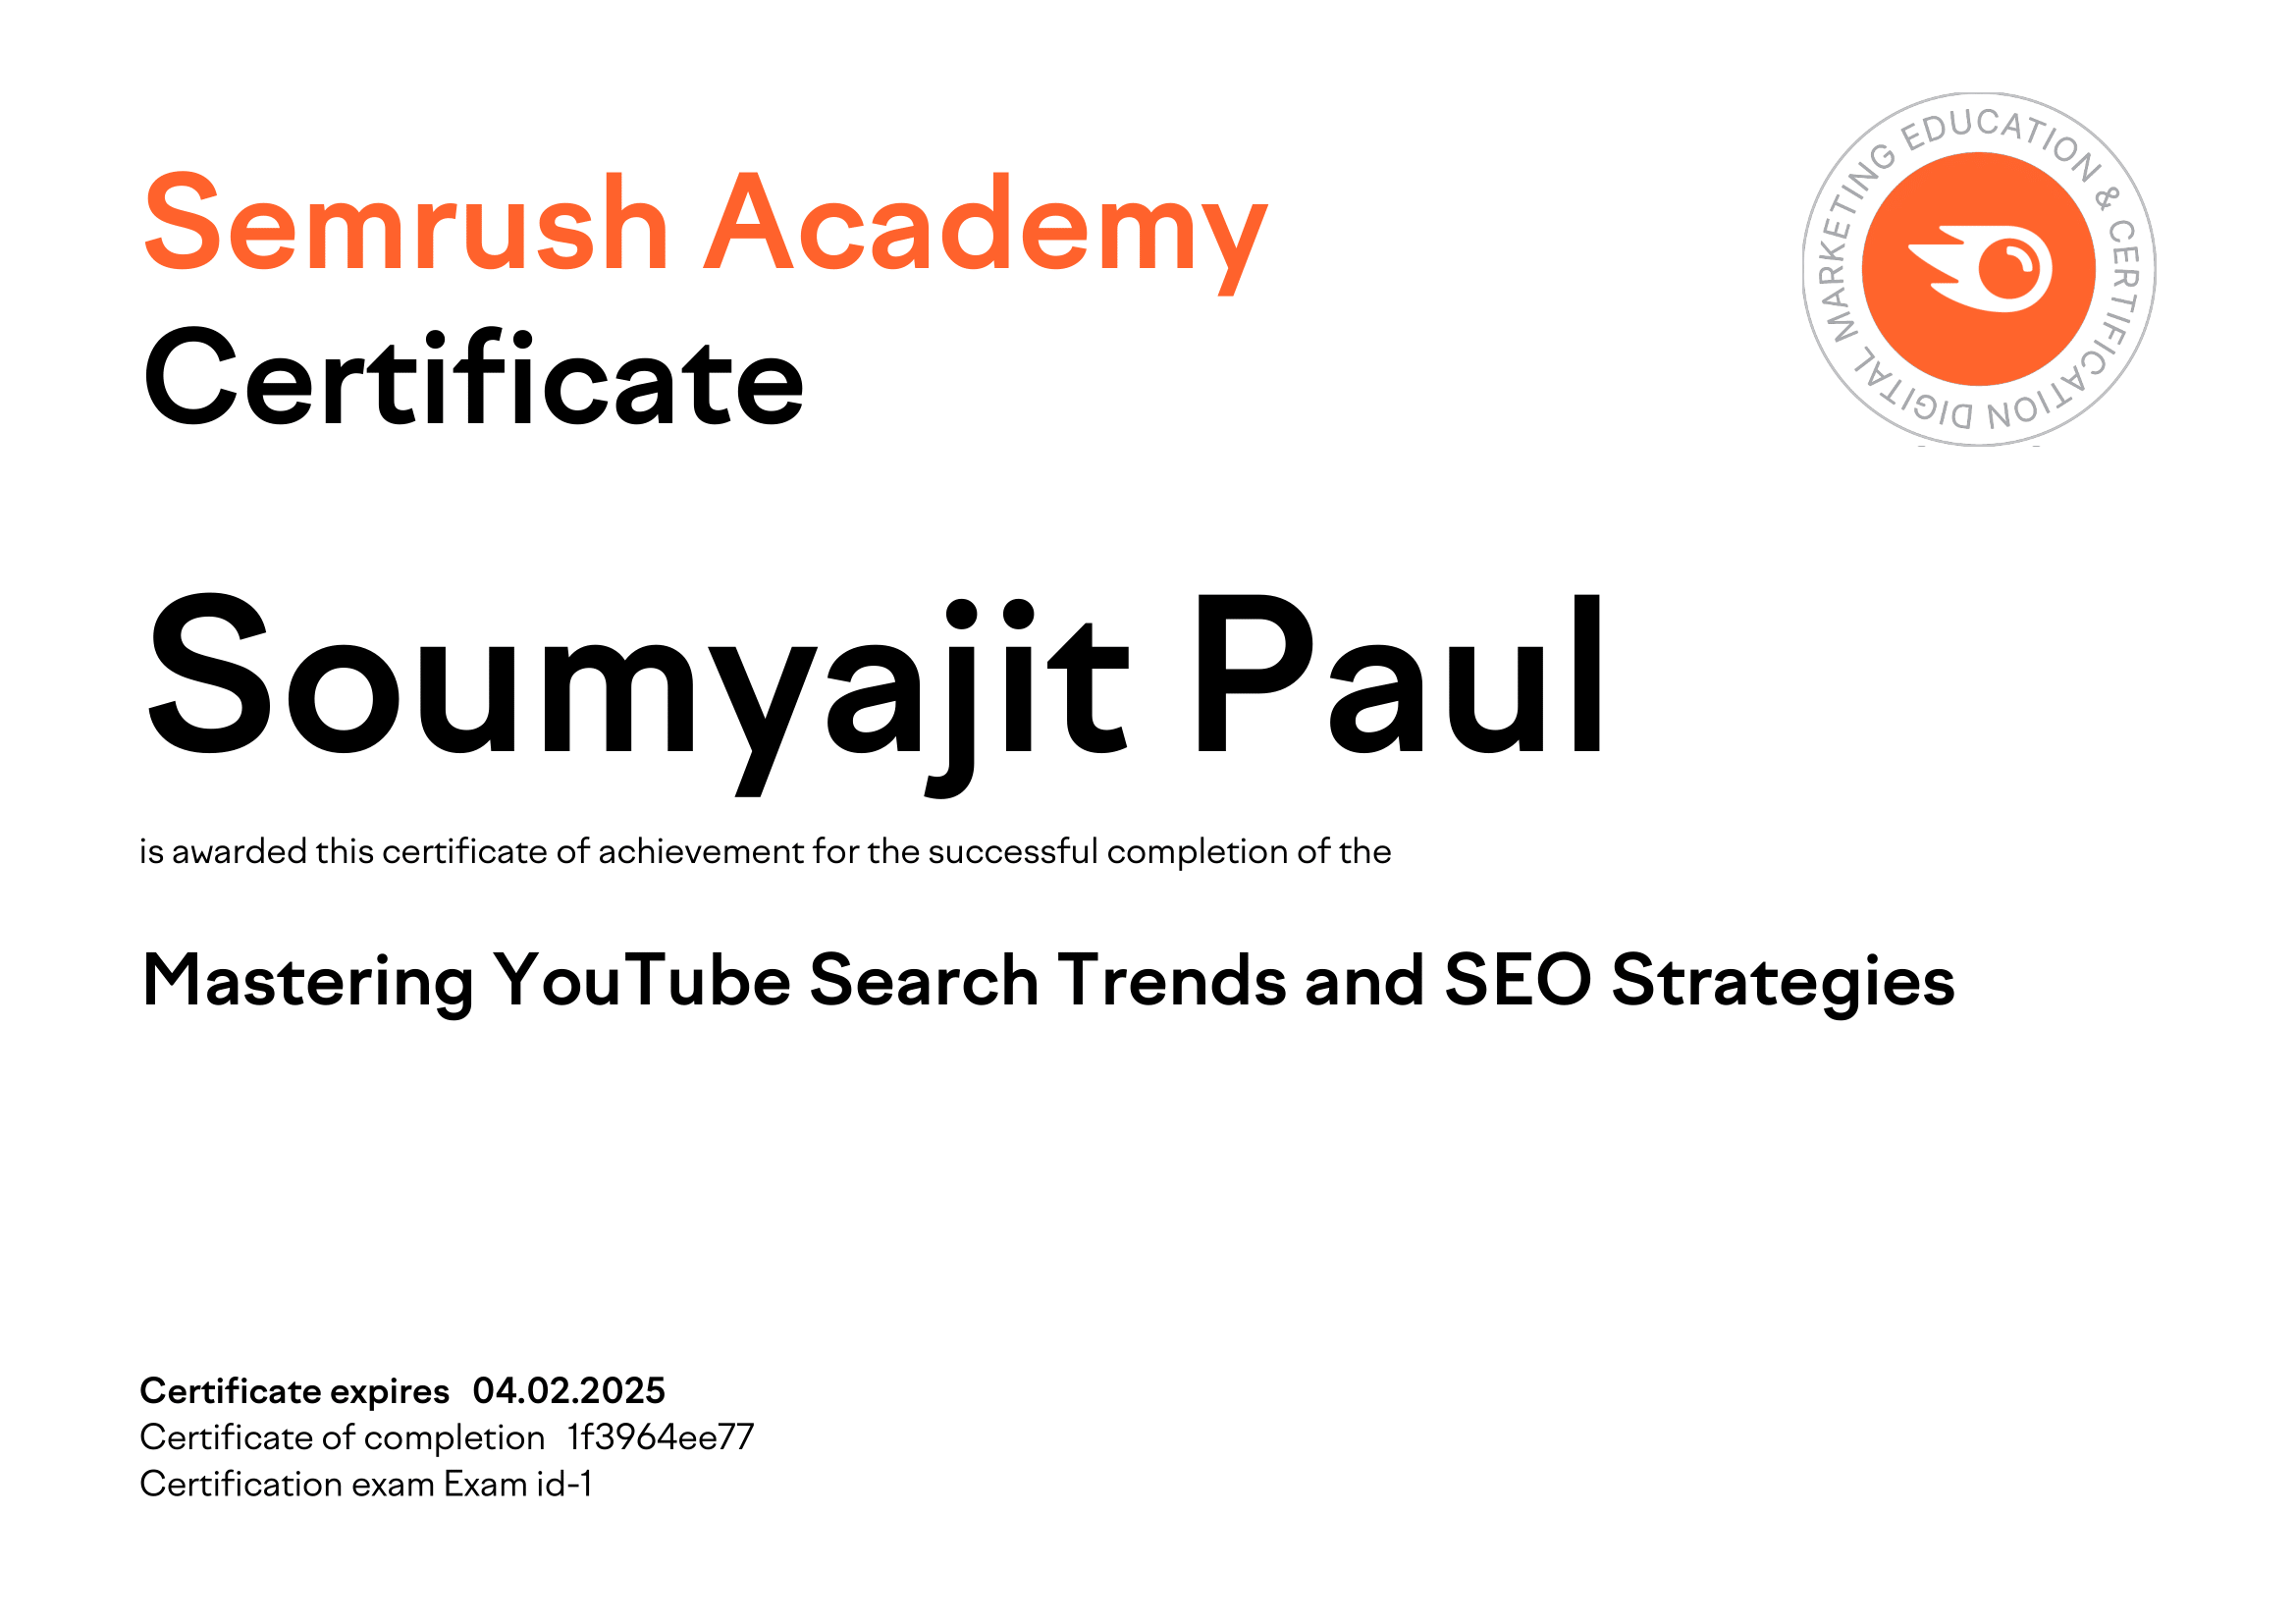 Semrush Academy
Certificate
DIGITAL MARKETING EDUCATION & CERTIFICATION
Soumyajit Paul
is awarded this certificate of achievement for the successful completion of the
Mastering YouTube Search Trends and SEO Strategies
Certificate expires 04.02.2025
Certificate of completion 1f3964ee77
Certification exam Exam id-1